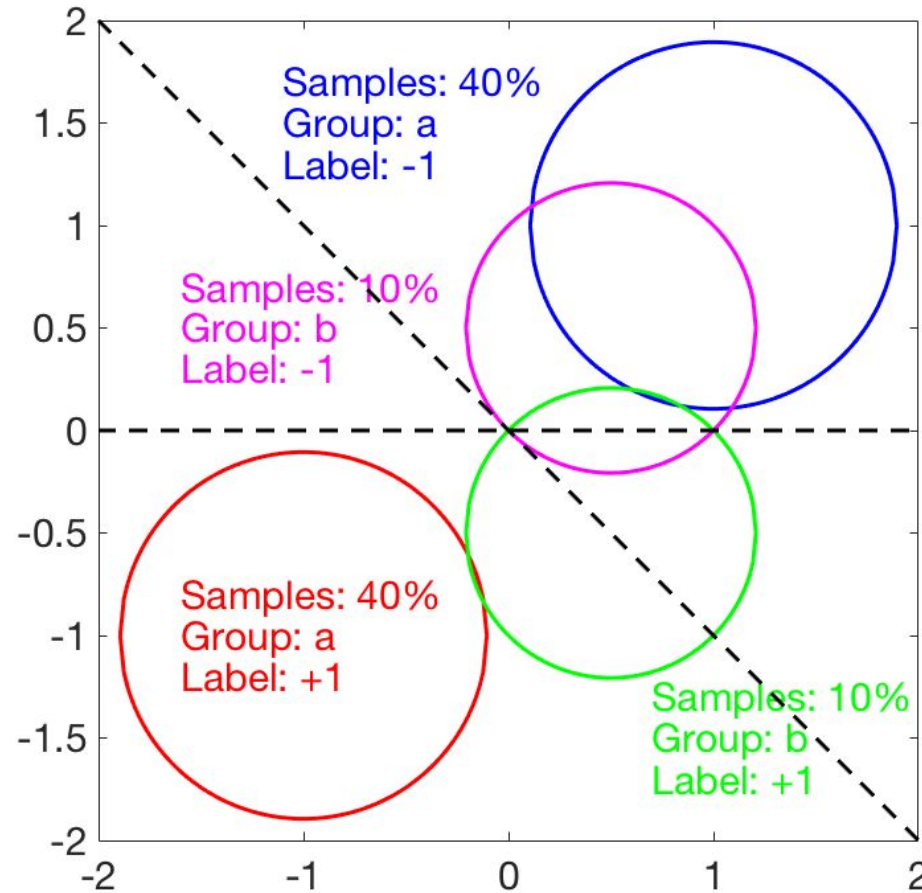 2
1.5
1
0.5
0
-0.5
-1
-1.5
-2
Samples: 40%
Group: a
Label: -1
Samples: 10%
Group: b
Label: -1
Samples: 40%
Group: a
Label: +1
Samples: 10%
Group: b
Label: +1
-2
-1
0
1
2